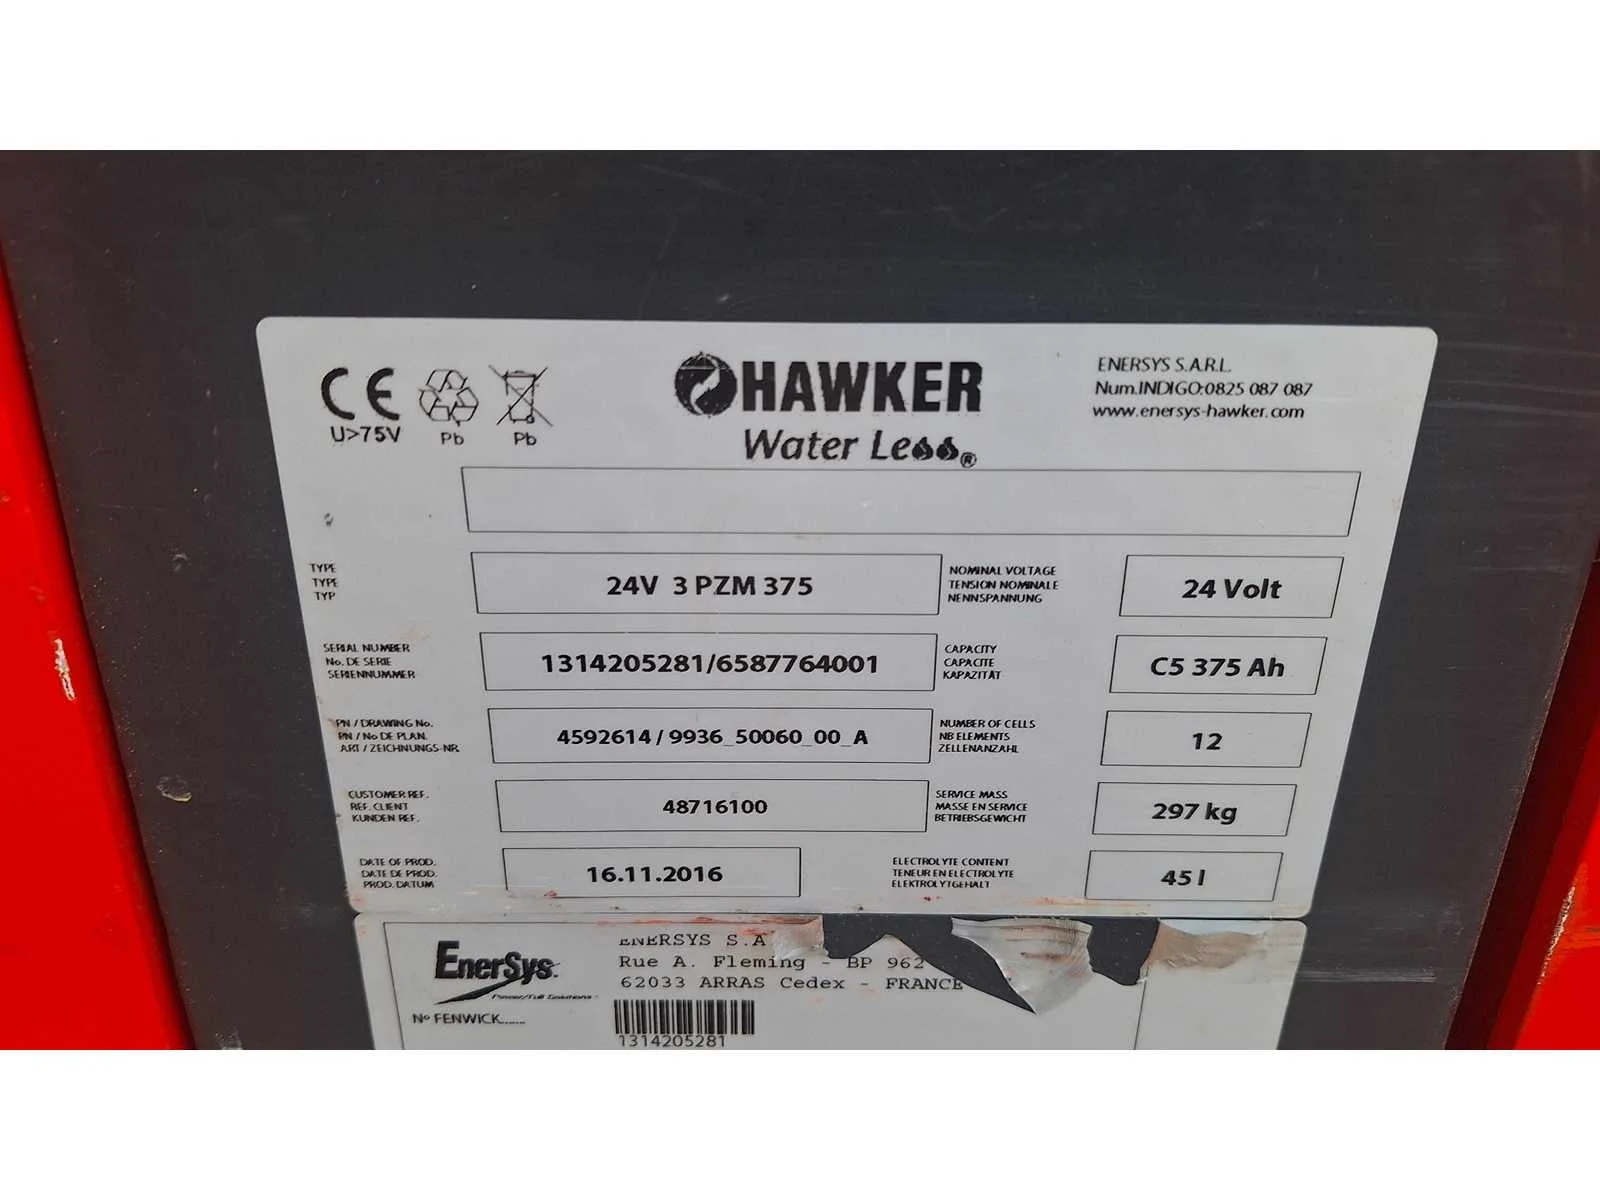 CE
U>75V
Pb
Pb
HAWKER
Water Less®
ENERSYS S.A.R.L.
Num.INDIGO:0825 087 087
www.enersys-hawker.com
TYPE
TYPE
TYP
24V 3 PZM 375
NOMINAL VOLTAGE
TENSION NOMINALE
NENNSPANNUNG
24 Volt
SERIAL NUMBER
No. DE SERIE
SERIENNUMMER
1314205281/6587764001
CAPACITY
CAPACITE
KAPAZITÄT
C5 375 Ah
PN / DRAWING No.
PN / No DE PLAN.
ART / ZEICHNUNGS-NR.
4592614 / 9936_50060_00_A
NUMBER OF CELLS
NB ELEMENTS
ZELLENANZAHL
12
CUSTOMER REF.
REF. CLIENT
KUNDEN REF.
48716100
SERVICE MASS
MASSE EN SERVICE
BETRIEBSGEWICHT
297 kg
DATE OF PROD.
DATE DE PROD.
PROD. DATUM
16.11.2016
ELECTROLYTE CONTENT
TENEUR EN ELECTROLYTE
ELEKTROLYTGEHALT
45 l
EnerSys.
Power/Full Solutions
ENERSYS S.A
Rue A. Fleming - BP 962
62033 ARRAS Cedex - FRANCE
Nº FENWICK......
1314205281